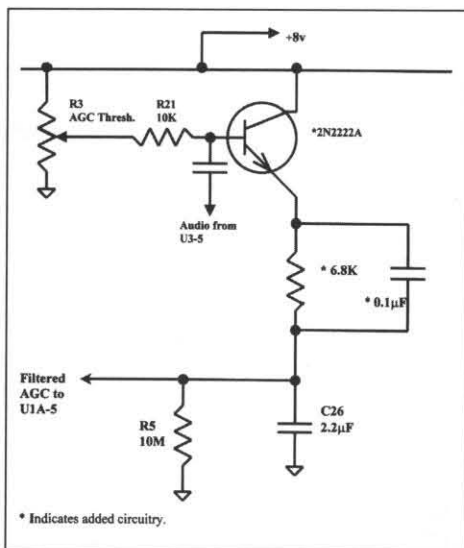 +8v
R3
AGC Thresh.
R21
10K
*2N2222A
Audio from
U3-5
* 6.8K
* 0.1µF
Filtered
AGC to
U1A-5
R5
10M
C26
2.2µF
* Indicates added circuitry.